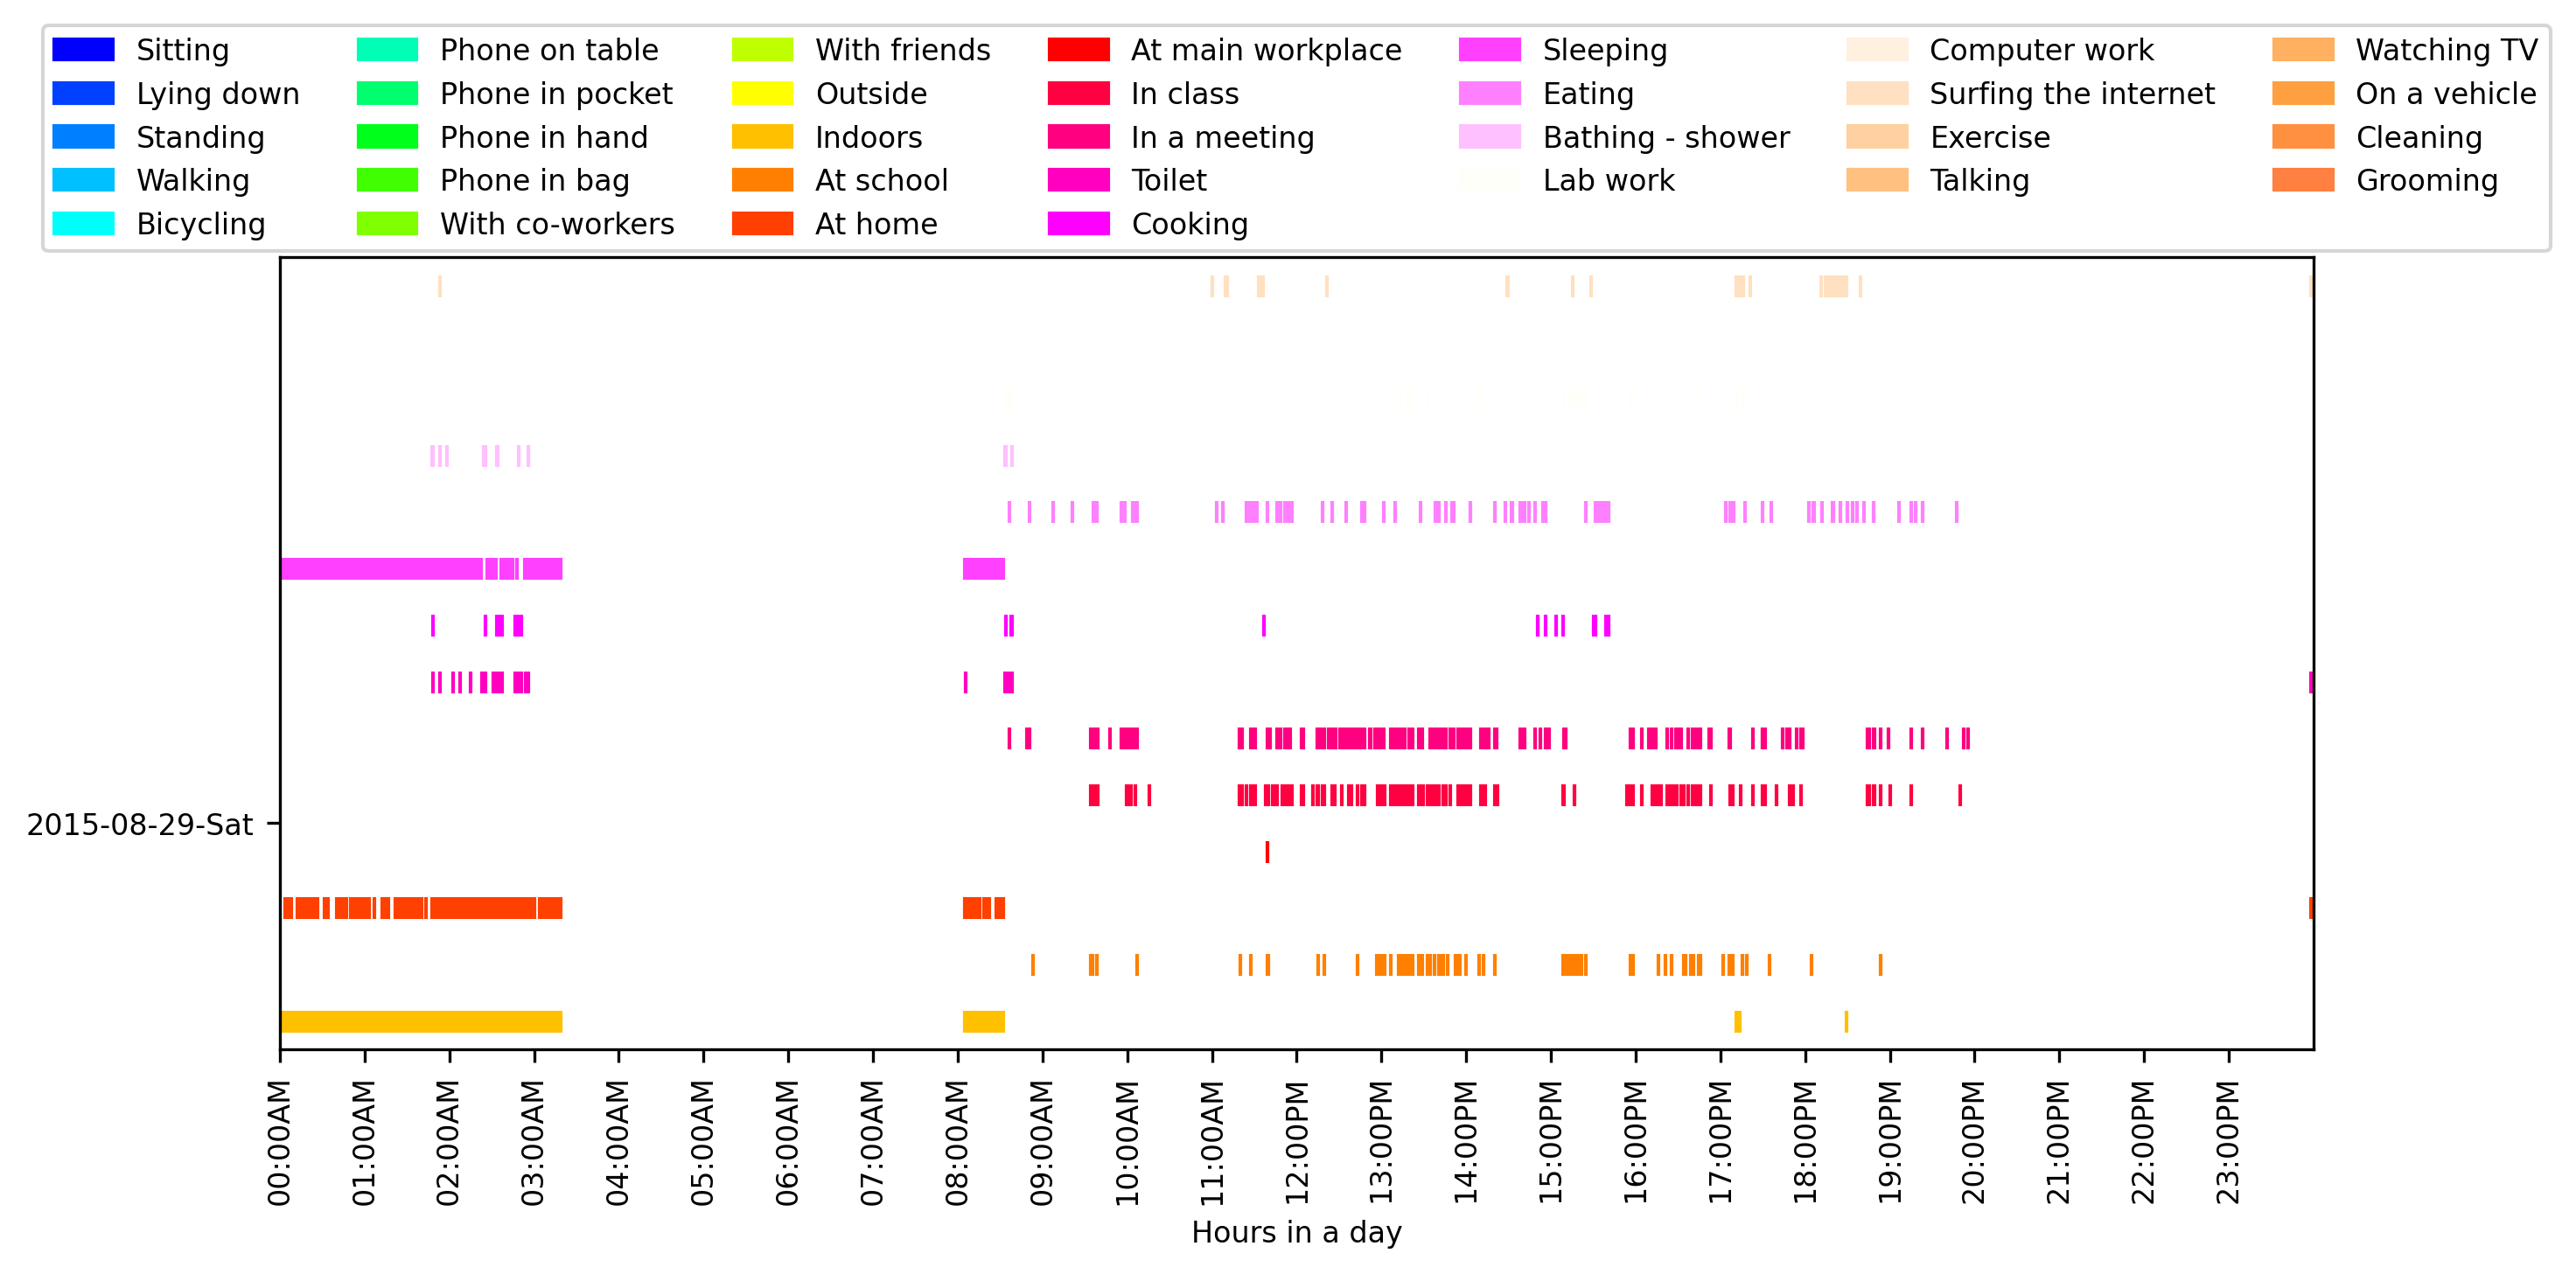 Sitting Phone on table With friends At main workplace Sleeping Computer work Watching TV
Lying down Phone in pocket Outside In class Eating Surfing the internet On a vehicle
Standing Phone in hand Indoors In a meeting Bathing - shower Exercise Cleaning
Walking Phone in bag At school Toilet Lab work Talking Grooming
Bicycling With co-workers At home Cooking
2015-08-29-Sat
00:00AM
01:00AM
02:00AM
03:00AM
04:00AM
05:00AM
06:00AM
07:00AM
08:00AM
09:00AM
10:00AM
11:00AM
12:00PM
13:00PM
14:00PM
15:00PM
16:00PM
17:00PM
18:00PM
19:00PM
20:00PM
21:00PM
22:00PM
23:00PM
Hours in a day